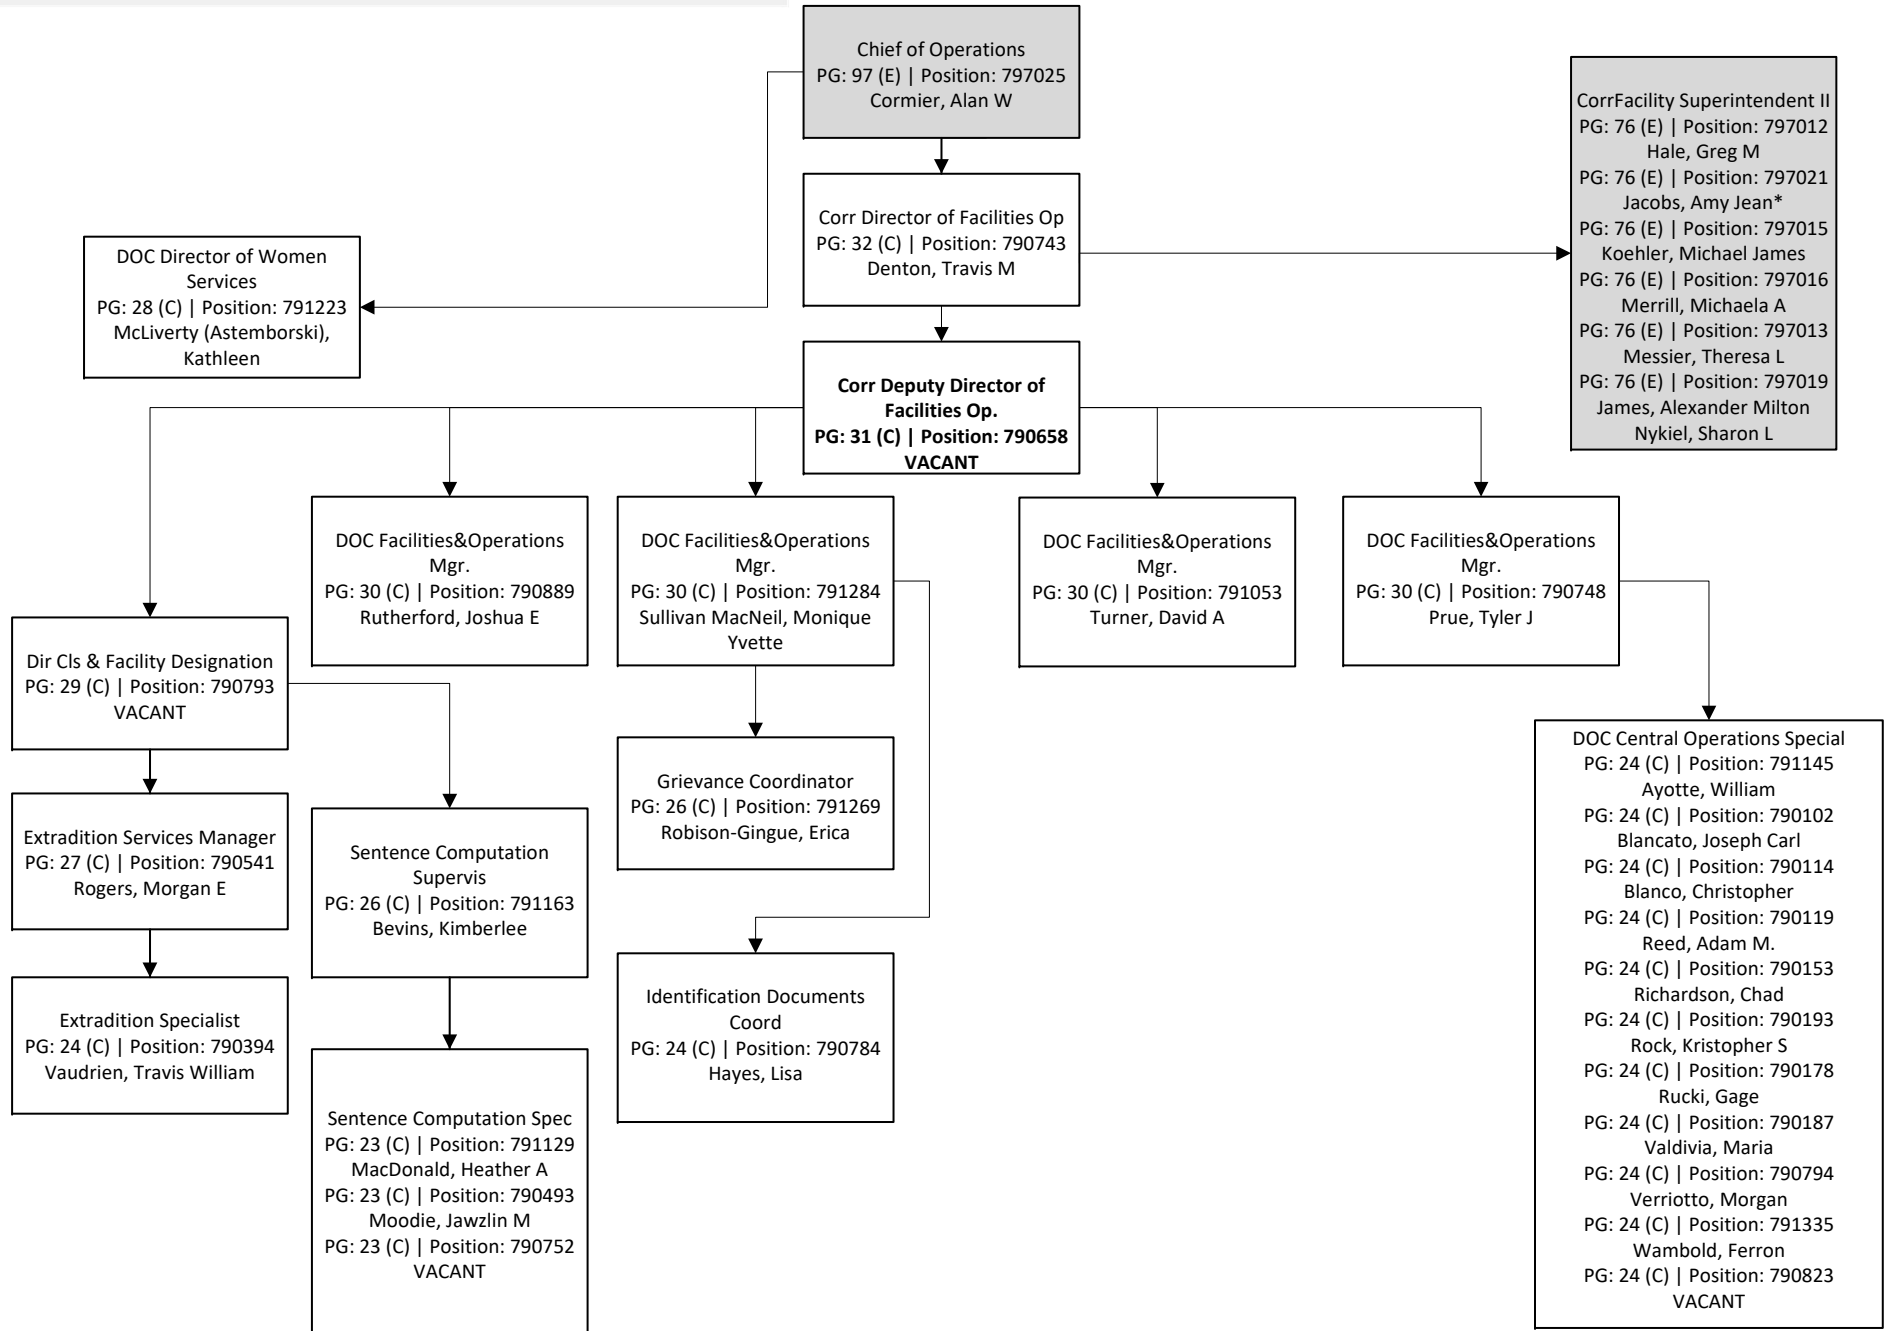 Chief of Operations
PG: 97 (E) | Position: 797025
Cormier, Alan W
CorrFacility Superintendent II
PG: 76 (E) | Position: 797012
Hale, Greg M
PG: 76 (E) | Position: 797021
Jacobs, Amy Jean*
PG: 76 (E) | Position: 797015
Koehler, Michael James
PG: 76 (E) | Position: 797016
Merrill, Michaela A
PG: 76 (E) | Position: 797013
Messier, Theresa L
PG: 76 (E) | Position: 797019
James, Alexander Milton
Nykiel, Sharon L
Corr Director of Facilities Op
PG: 32 (C) | Position: 790743
Denton, Travis M
DOC Director of Women
Services
PG: 28 (C) | Position: 791223
McLiverty (Astemborski),
Kathleen
Corr Deputy Director of
Facilities Op.
PG: 31 (C) | Position: 790658
VACANT
DOC Facilities&Operations
Mgr.
PG: 30 (C) | Position: 790889
Rutherford, Joshua E
DOC Facilities&Operations
Mgr.
PG: 30 (C) | Position: 791284
Sullivan MacNeil, Monique
Yvette
DOC Facilities&Operations
Mgr.
PG: 30 (C) | Position: 791053
Turner, David A
DOC Facilities&Operations
Mgr.
PG: 30 (C) | Position: 790748
Prue, Tyler J
Dir Cls & Facility Designation
PG: 29 (C) | Position: 790793
VACANT
Extradition Services Manager
PG: 27 (C) | Position: 790541
Rogers, Morgan E
Extradition Specialist
PG: 24 (C) | Position: 790394
Vaudrien, Travis William
Sentence Computation
Supervis
PG: 26 (C) | Position: 791163
Bevins, Kimberlee
Sentence Computation Spec
PG: 23 (C) | Position: 791129
MacDonald, Heather A
PG: 23 (C) | Position: 790493
Moodie, Jawzlin M
PG: 23 (C) | Position: 790752
VACANT
Grievance Coordinator
PG: 26 (C) | Position: 791269
Robison-Gingue, Erica
Identification Documents
Coord
PG: 24 (C) | Position: 790784
Hayes, Lisa
DOC Central Operations Special
PG: 24 (C) | Position: 791145
Ayotte, William
PG: 24 (C) | Position: 790102
Blancato, Joseph Carl
PG: 24 (C) | Position: 790114
Blanco, Christopher
PG: 24 (C) | Position: 790119
Reed, Adam M.
PG: 24 (C) | Position: 790153
Richardson, Chad
PG: 24 (C) | Position: 790193
Rock, Kristopher S
PG: 24 (C) | Position: 790178
Rucki, Gage
PG: 24 (C) | Position: 790187
Valdivia, Maria
PG: 24 (C) | Position: 790794
Verriotto, Morgan
PG: 24 (C) | Position: 791335
Wambold, Ferron
PG: 24 (C) | Position: 790823
VACANT